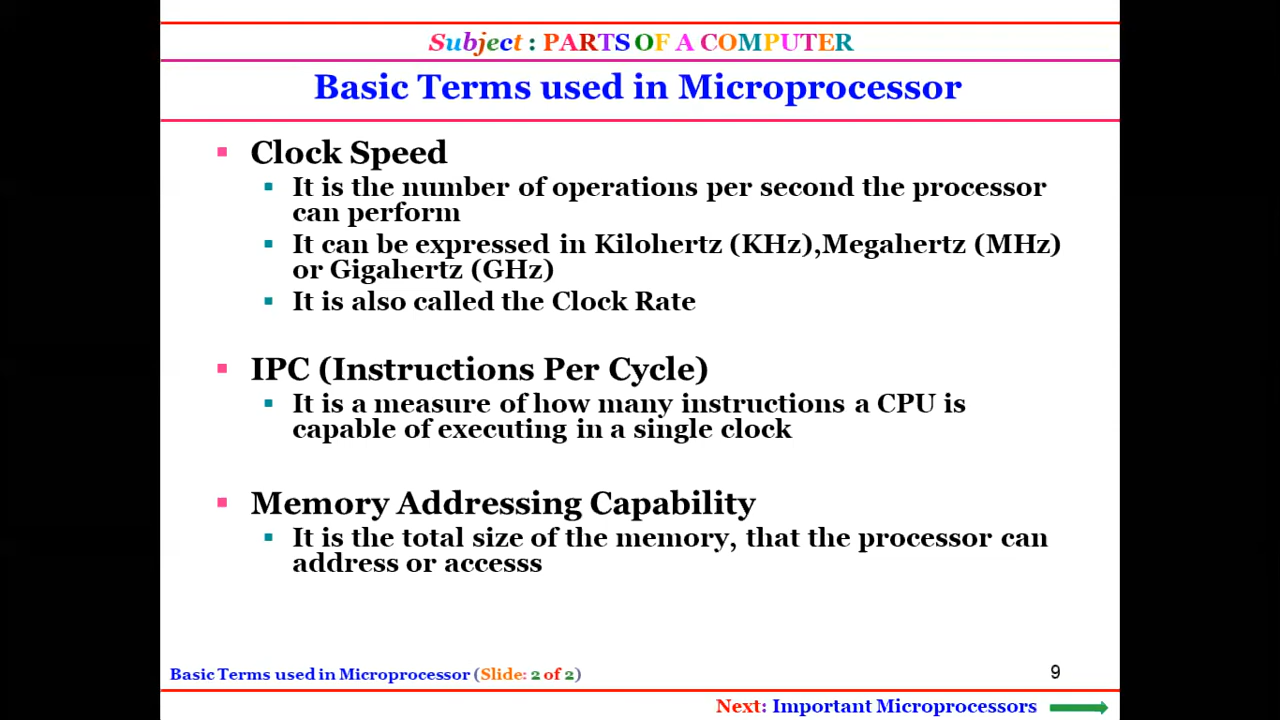 Subject : PARTS OF A COMPUTER
Basic Terms used in Microprocessor
Clock Speed
It is the number of operations per second the processor
can perform
It can be expressed in Kilohertz (KHz),Megahertz (MHz)
or Gigahertz (GHz)
It is also called the Clock Rate
IPC (Instructions Per Cycle)
It is a measure of how many instructions a CPU is
capable of executing in a single clock
Memory Addressing Capability
It is the total size of the memory, that the processor can
address or accesss
Basic Terms used in Microprocessor (Slide: 2 of 2)
9
Next: Important Microprocessors